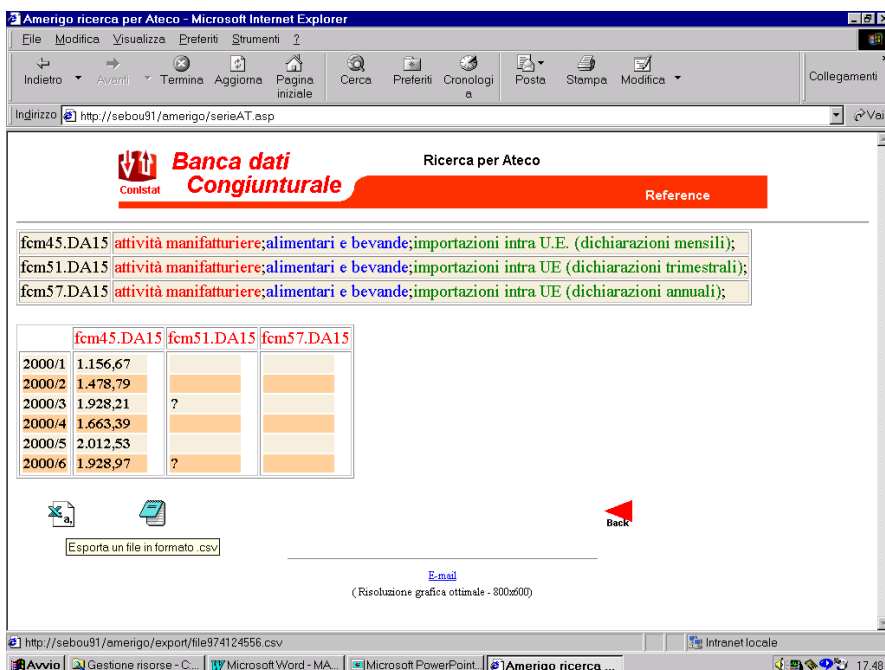 Amerigo ricerca per Ateco - Microsoft Internet Explorer
File Modifica Visualizza Preferiti Strumenti ?
Indietro Avanti Termina Aggiorna Pagina iniziale Cerca Preferiti Cronologia Posta Stampa Modifica Collegamenti
Indirizzo http://sebou91/amerigo/serieAT.asp Vai
Conistat
Banca dati
Congiunturale
Ricerca per Ateco
Reference
fcm45.DA15 attività manifatturiere;alimentari e bevande;importazioni intra U.E. (dichiarazioni mensili);
fcm51.DA15 attività manifatturiere;alimentari e bevande;importazioni intra UE (dichiarazioni trimestrali);
fcm57.DA15 attività manifatturiere;alimentari e bevande;importazioni intra UE (dichiarazioni annuali);
fcm45.DA15 fcm51.DA15 fcm57.DA15
2000/1 1.156,67
2000/2 1.478,79
2000/3 1.928,21 ?
2000/4 1.663,39
2000/5 2.012,53
2000/6 1.928,97 ?
a,
Back
Esporta un file in formato .csv
E-mail
( Risoluzione grafica ottimale - 800x600)
http://sebou91/amerigo/export/file974124556.csv Intranet locale
Avvio Gestione risorse - C:... Microsoft Word - MA... Microsoft PowerPoint... Amerigo ricerca ... 17.48